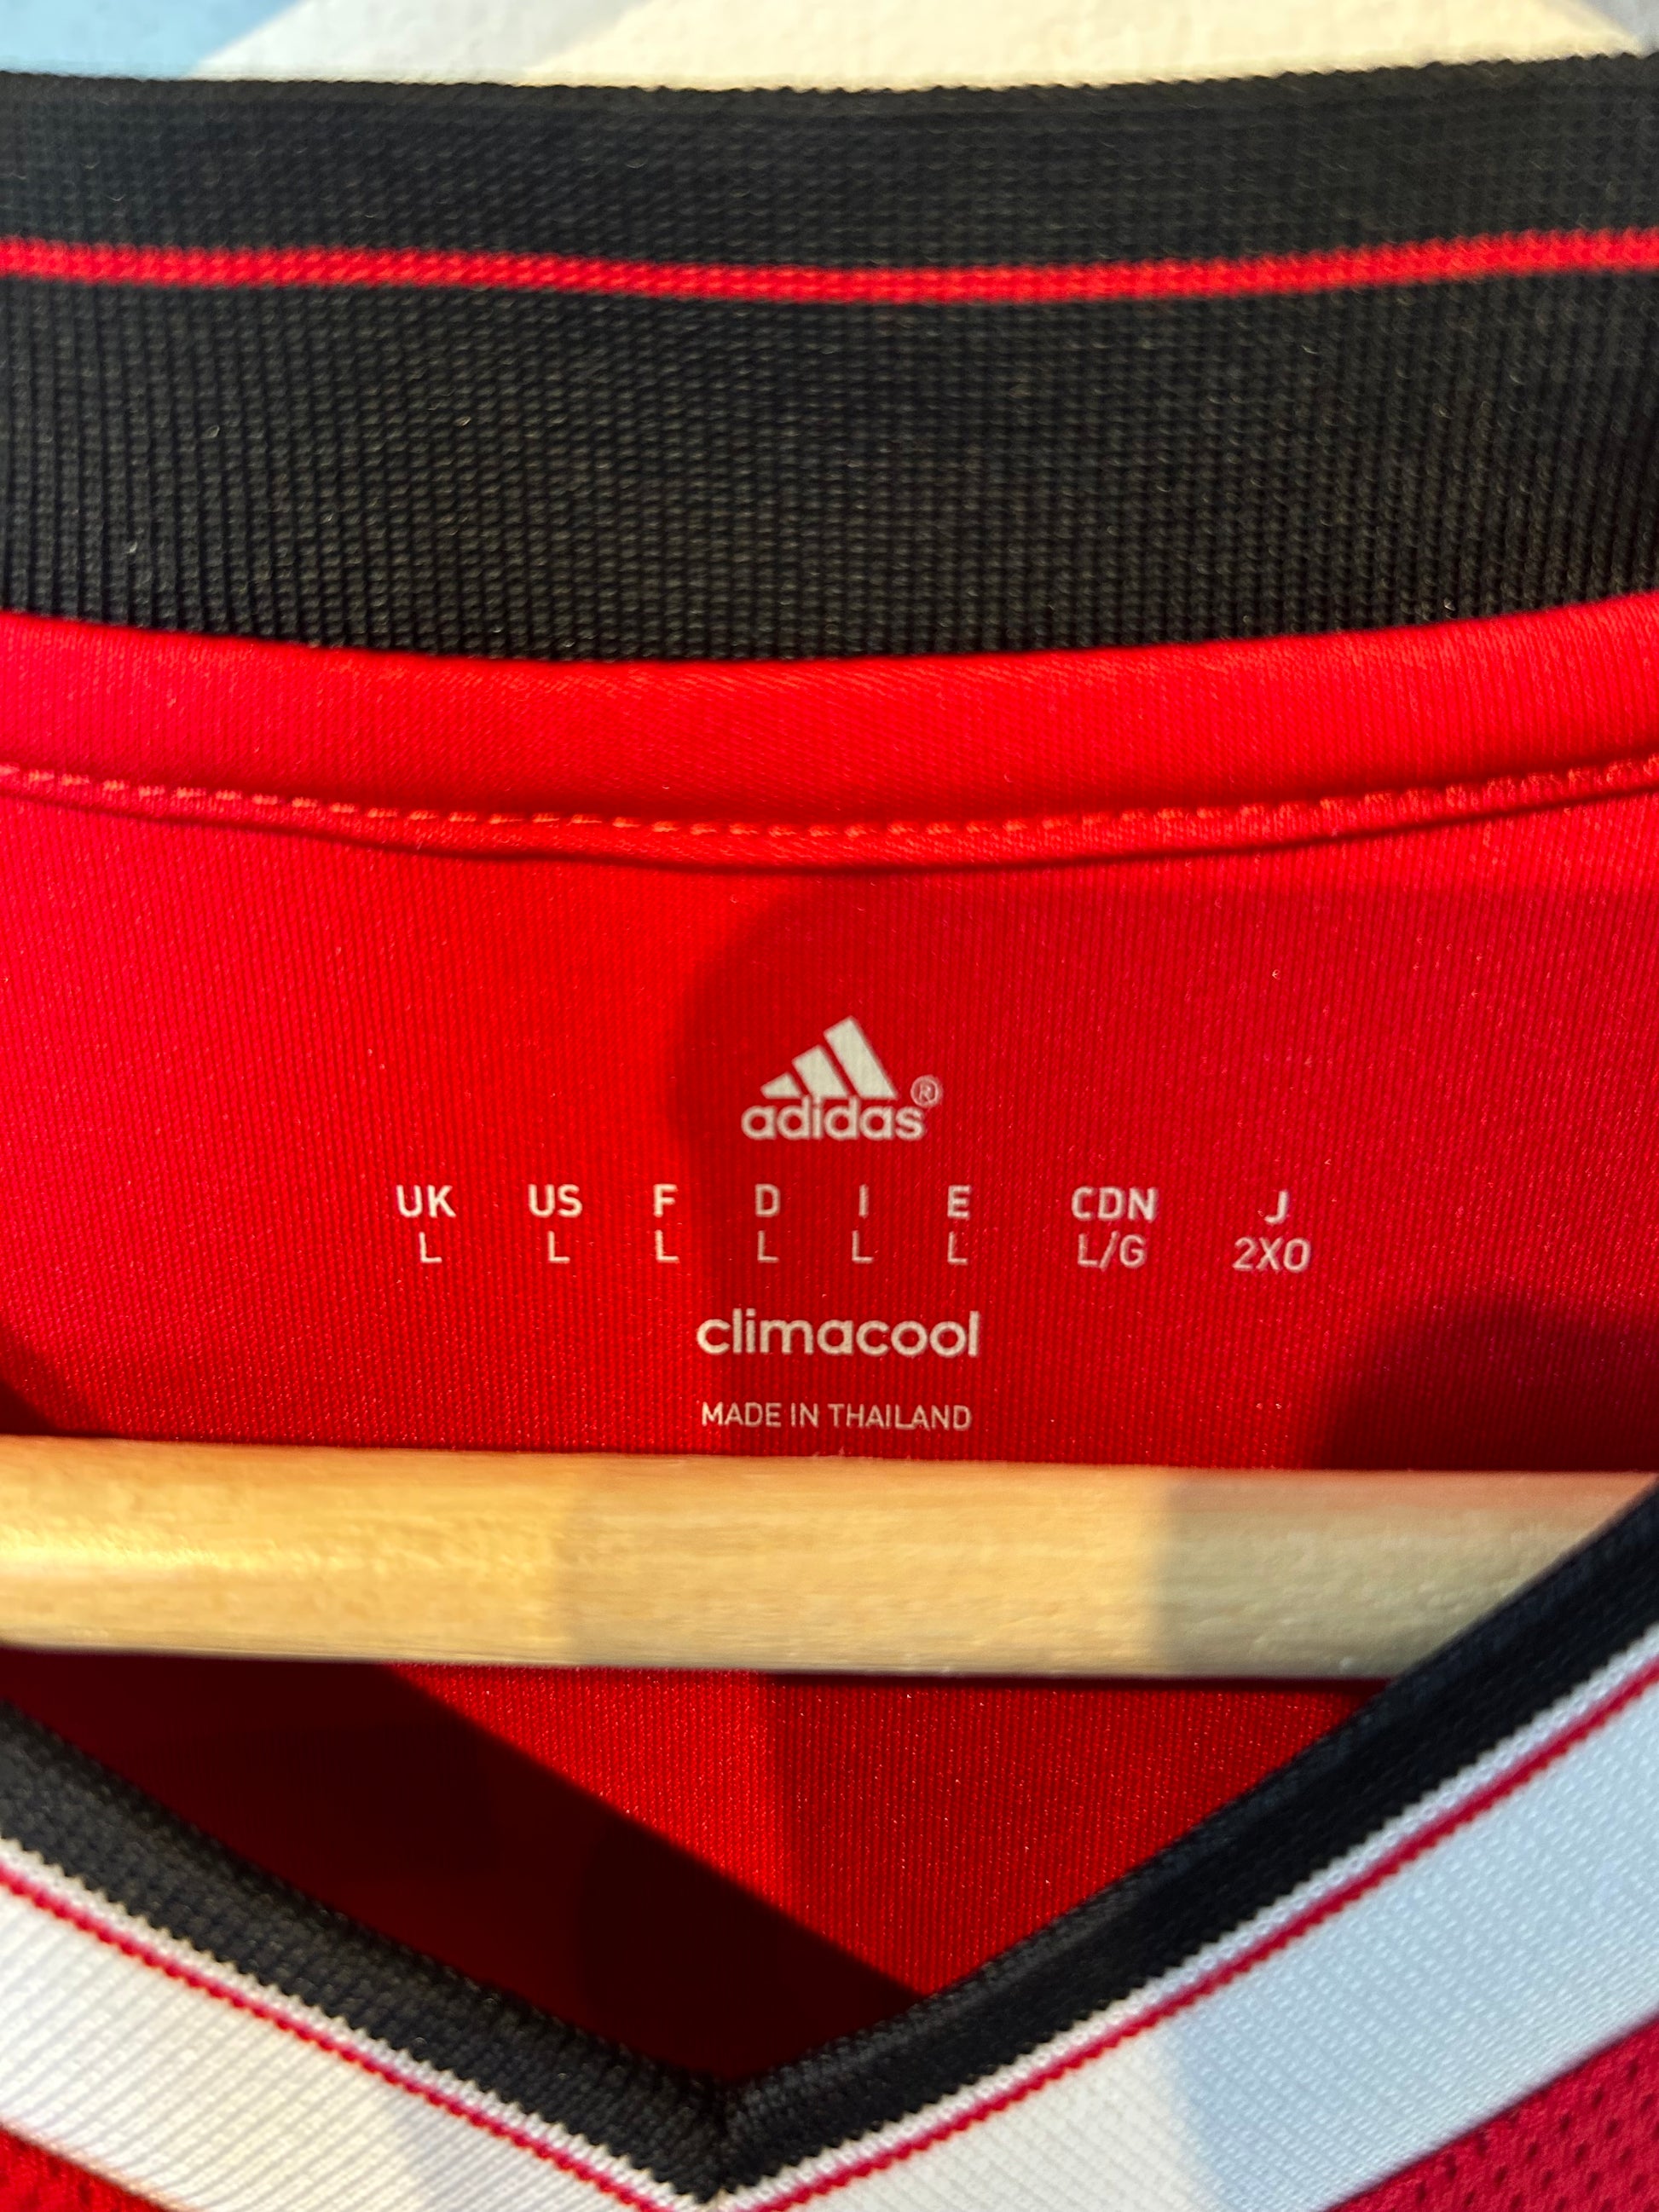 adidas®
UK US F D I E CDN J
L L L L L L L/G 2XO
climacool
MADE IN THAILAND